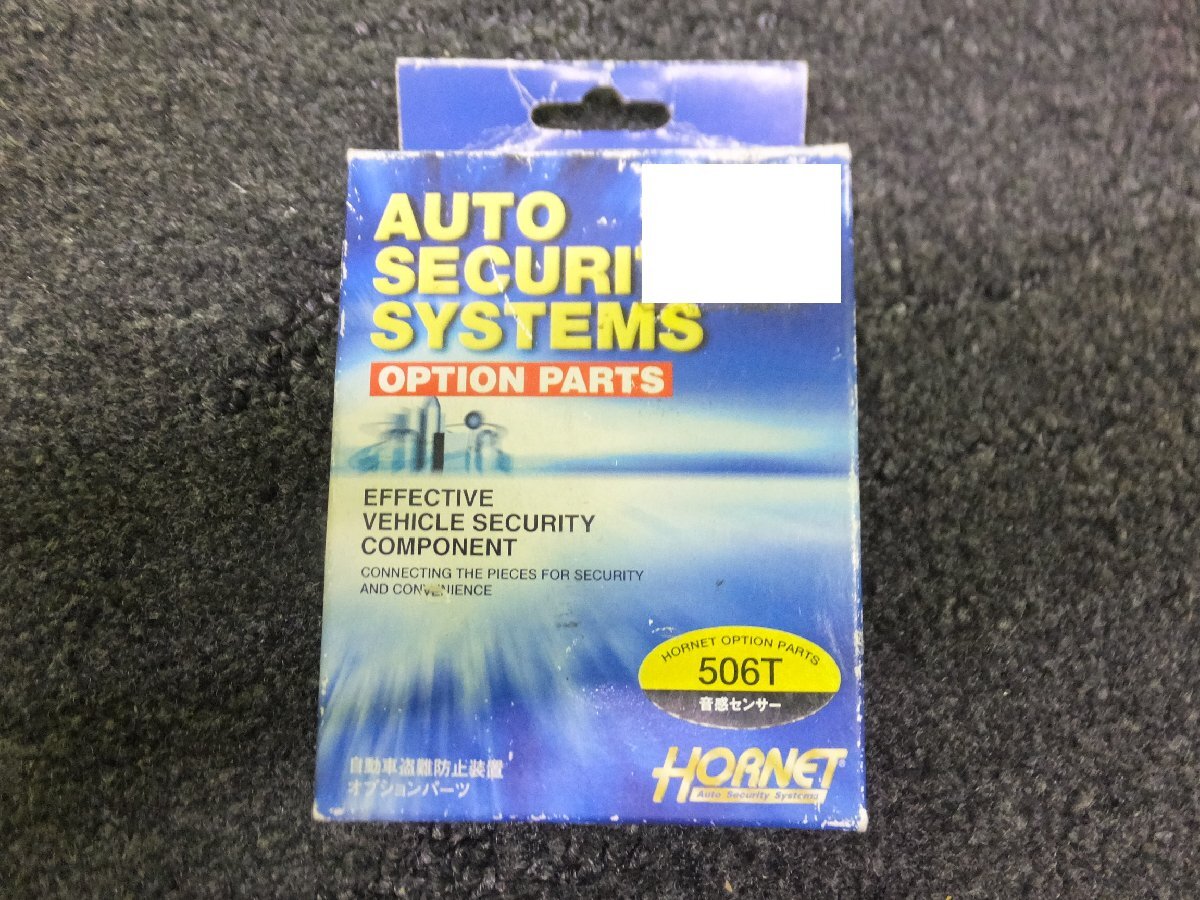 AUTO
SECURI
SYSTEMS
OPTION PARTS
EFFECTIVE
VEHICLE SECURITY
COMPONENT
CONNECTING THE PIECES FOR SECURITY
AND CONVENIENCE
HORNET OPTION PARTS
506T
音感センサー
自動車盗難防止装置
オプションパーツ
HORNET®
Auto Security Systems